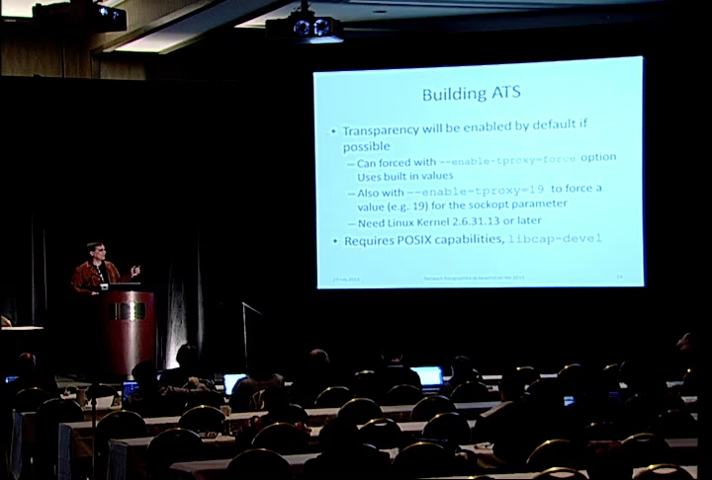 Building ATS
• Transparency will be enabled by default if
possible
– Can forced with --enable-tproxy=force option
Uses built in values
– Also with --enable-tproxy=19 to force a
value (e.g. 19) for the sockopt parameter
– Need Linux Kernel 2.6.31.13 or later
• Requires POSIX capabilities, libcap-devel